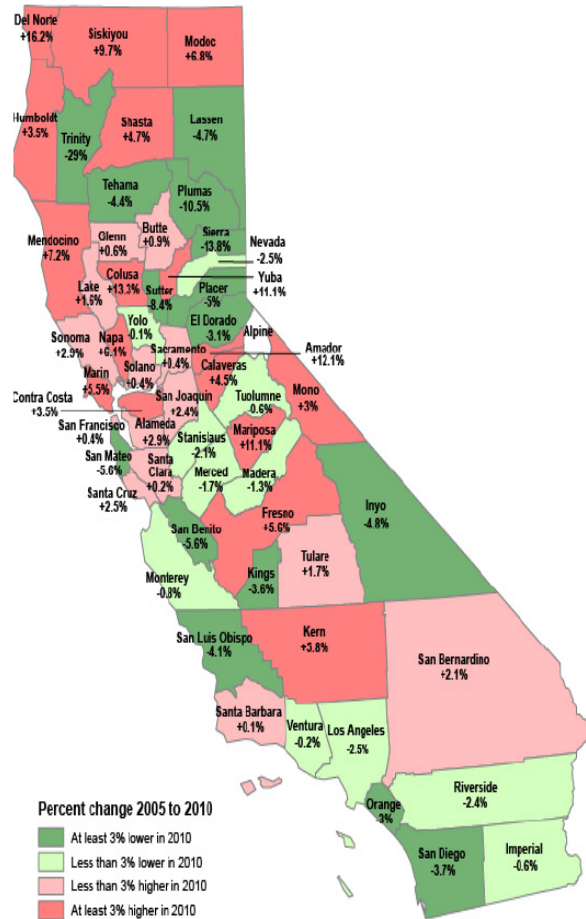 Del Norte
+16.2%
Siskiyou
+9.7%
Modoc
+6.8%
Humboldt
+3.5%
Trinity
-29%
Shasta
+4.7%
Lassen
-4.7%
Tehama
-4.4%
Plumas
-10.5%
Mendocino
+7.2%
Glenn
+0.6%
Butte
+0.9%
Sierra
-13.8%
Nevada
-2.5%
Lake
+1.6%
Colusa
+13.3%
Sutter
-8.4%
Yuba
+11.1%
Placer
-5%
El Dorado
-3.1%
Alpine
Amador
+12.1%
Sonoma
+2.9%
Napa
+6.1%
Yolo
-0.1%
Sacramento
+0.4%
Solano
+0.4%
Marin
+5.5%
Calaveras
+4.5%
Tuolumne
-0.6%
Mono
+3%
Contra Costa
+3.5%
San Joaquin
+2.4%
San Francisco
+0.4%
Alameda
+2.9%
Stanislaus
-2.1%
Mariposa
+11.1%
San Mateo
-5.6%
Santa
Clara
+0.2%
Merced
-1.7%
Madera
-1.3%
Santa Cruz
+2.5%
Fresno
+5.6%
Inyo
-4.8%
San Benito
-5.6%
Tulare
+1.7%
Kings
-3.6%
Monterey
-0.8%
San Luis Obispo
-4.1%
Kern
+5.8%
San Bernardino
+2.1%
Santa Barbara
+0.1%
Ventura
-0.2%
Los Angeles
-2.5%
Riverside
-2.4%
Orange
-3%
San Diego
-3.7%
Imperial
-0.6%
Percent change 2005 to 2010
At least 3% lower in 2010
Less than 3% lower in 2010
Less than 3% higher in 2010
At least 3% higher in 2010